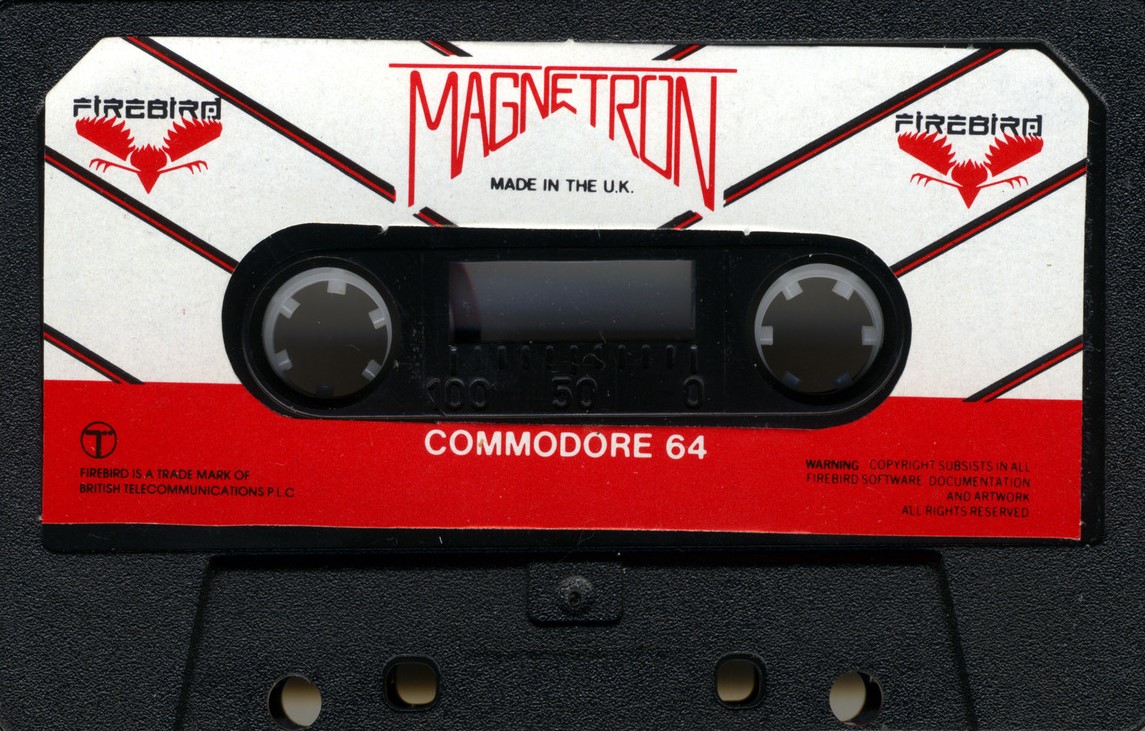 FIREBIRD
MAGNETRON
FIREBIRD
MADE IN THE U.K.
100 50 0
COMMODORE 64
T
FIREBIRD IS A TRADE MARK OF
BRITISH TELECOMMUNICATIONS P.L.C
WARNING COPYRIGHT SUBSISTS IN ALL
FIREBIRD SOFTWARE DOCUMENTATION
AND ARTWORK
ALL RIGHTS RESERVED